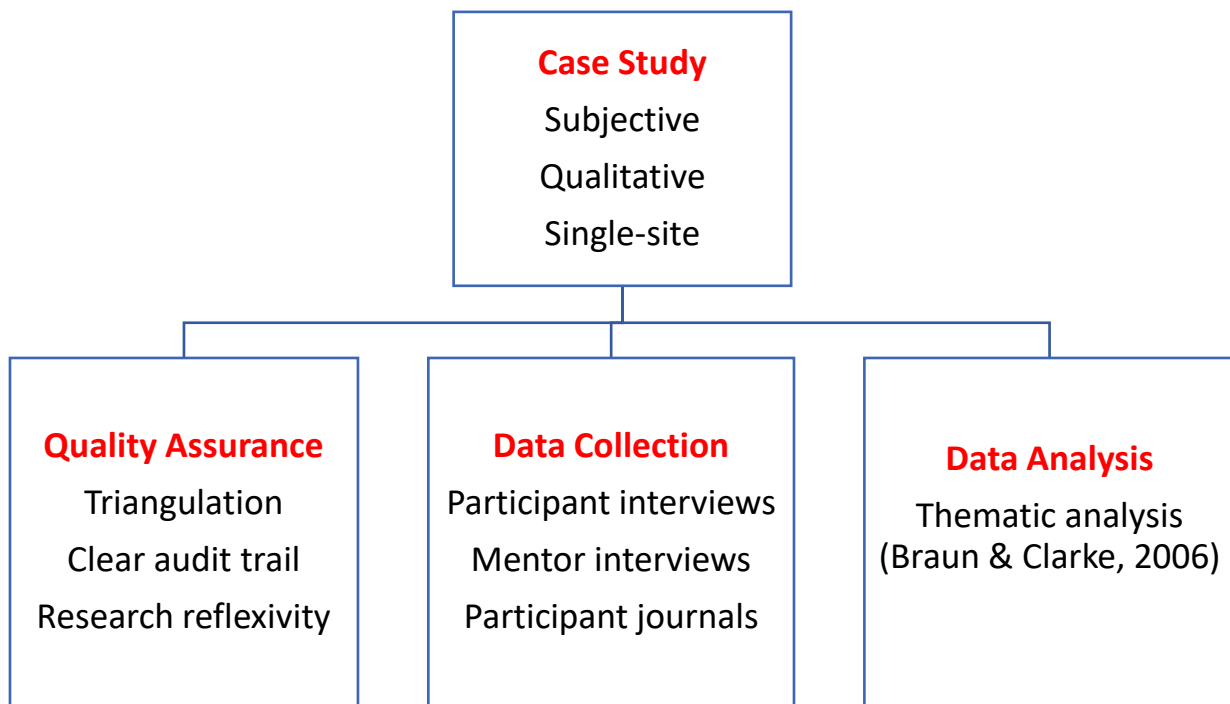 Case Study
Subjective
Qualitative
Single-site
Quality Assurance
Triangulation
Clear audit trail
Research reflexivity
Data Collection
Participant interviews
Mentor interviews
Participant journals
Data Analysis
Thematic analysis
(Braun & Clarke, 2006)